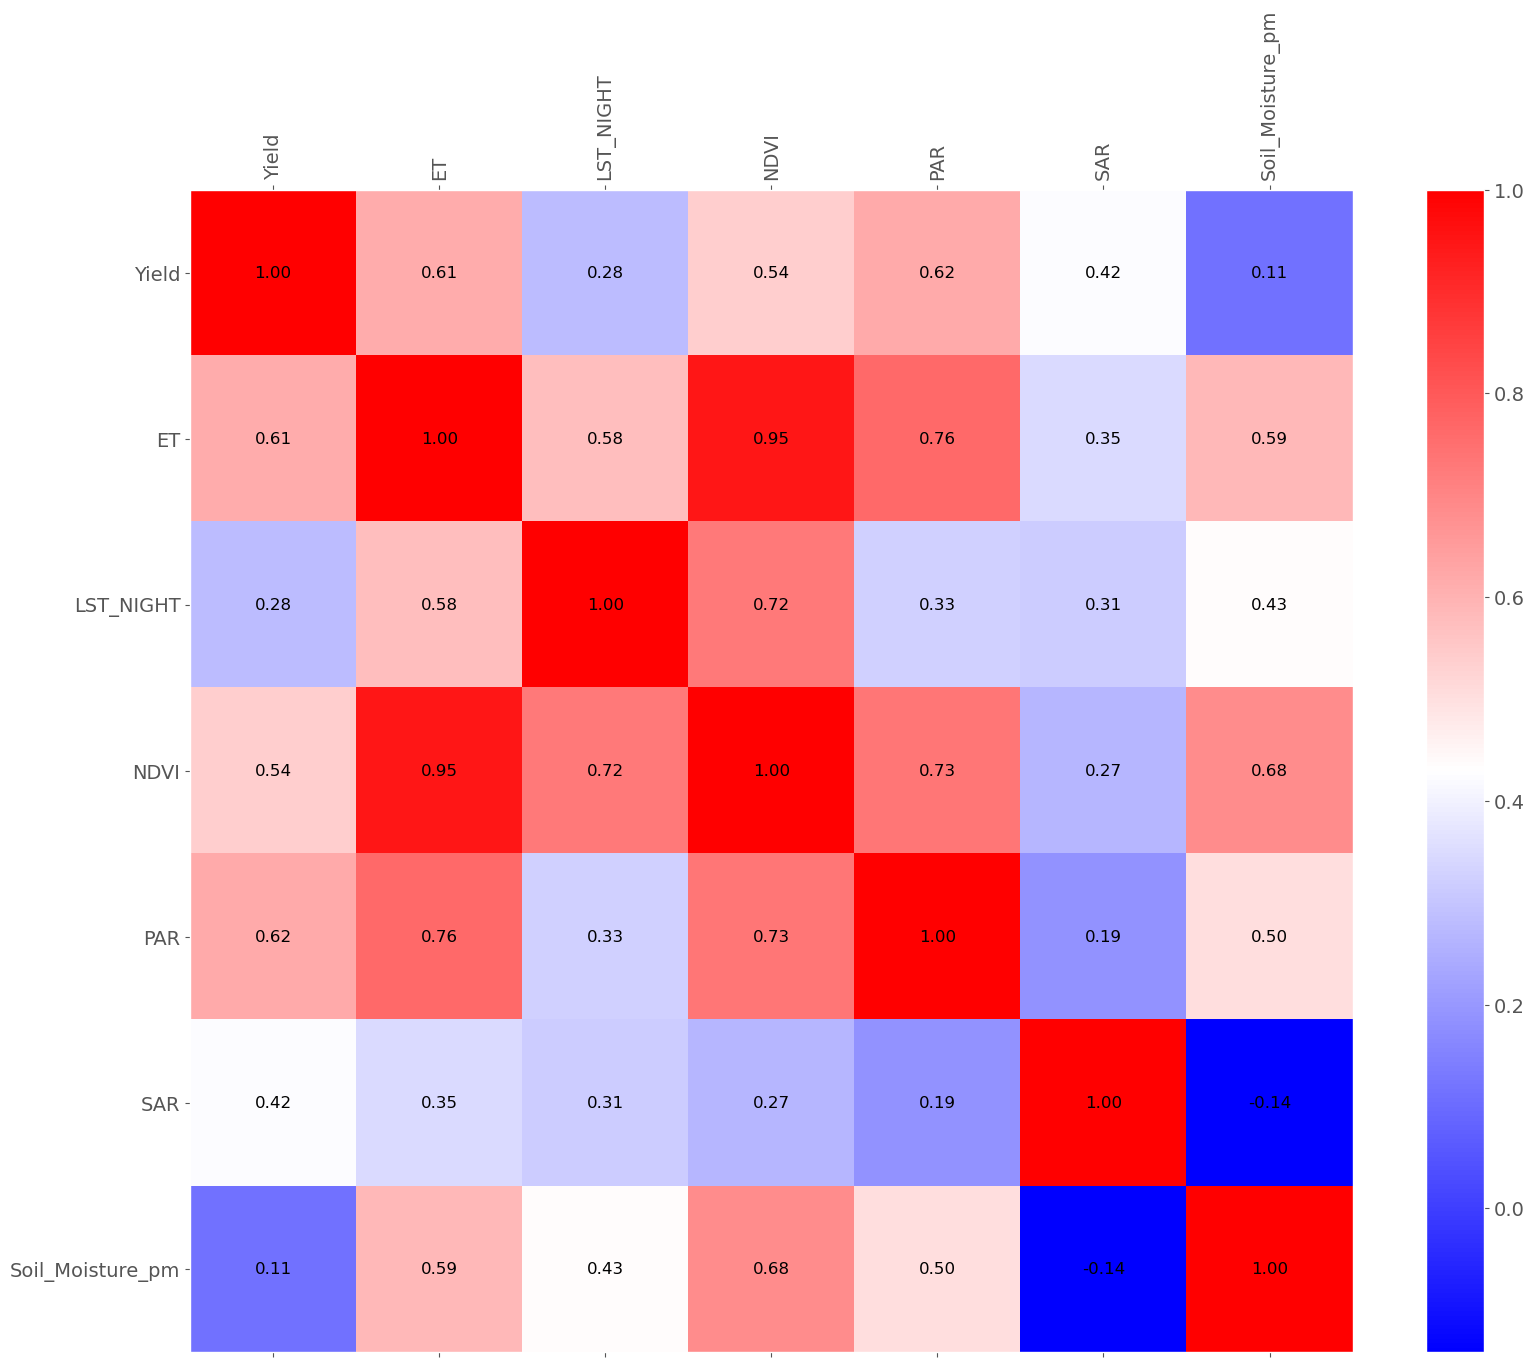 Yield ET LST_NIGHT NDVI PAR SAR Soil_Moisture_pm
1.0
Yield 1.00 0.61 0.28 0.54 0.62 0.42 0.11
0.8
ET 0.61 1.00 0.58 0.95 0.76 0.35 0.59
0.6
LST_NIGHT 0.28 0.58 1.00 0.72 0.33 0.31 0.43
NDVI 0.54 0.95 0.72 1.00 0.73 0.27 0.68
0.4
PAR 0.62 0.76 0.33 0.73 1.00 0.19 0.50
0.2
SAR 0.42 0.35 0.31 0.27 0.19 1.00 -0.14
0.0
Soil_Moisture_pm 0.11 0.59 0.43 0.68 0.50 -0.14 1.00